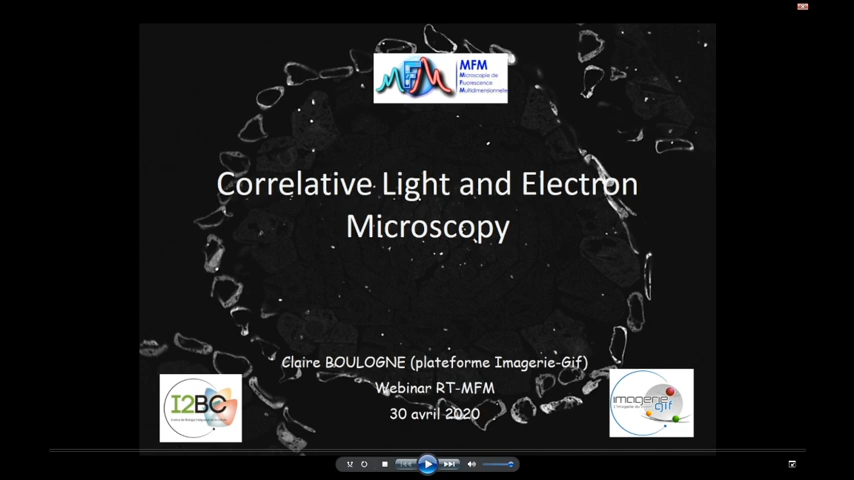 MFM
MFM
Microscopie de
Fluorescence
Multidimensionnelle
Correlative Light and Electron
Microscopy
Claire BOULOGNE (plateforme Imagerie-Gif)
Webinar RT-MFM
30 avril 2020
I2BC
imagerie
gif